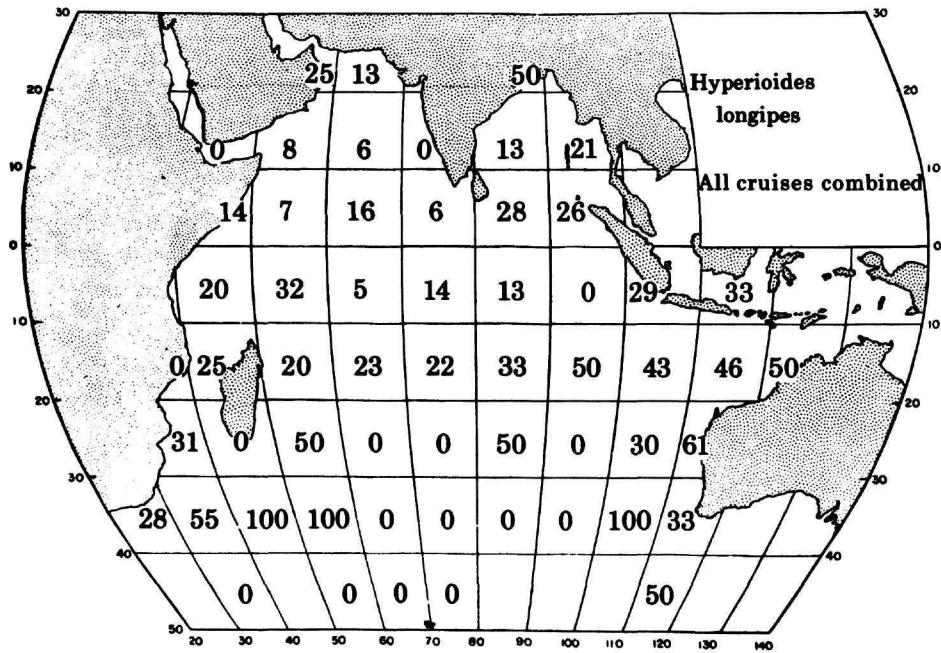 30 30
25 13 50 Hyperioides
20 20
longipes
0 8 6 0 13 21
10 All cruises combined 10
14 7 16 6 28 26
0 0
20 32 5 14 13 0 29 33
10 10
0 25 20 23 22 33 50 43 46 50
20 20
31 0 50 0 0 50 0 30 61
30 30
28 55 100 100 0 0 0 0 100 33
40 40
0 0 0 0 50
50
20 30 40 50 60 70 80 90 100 110 120 130 140